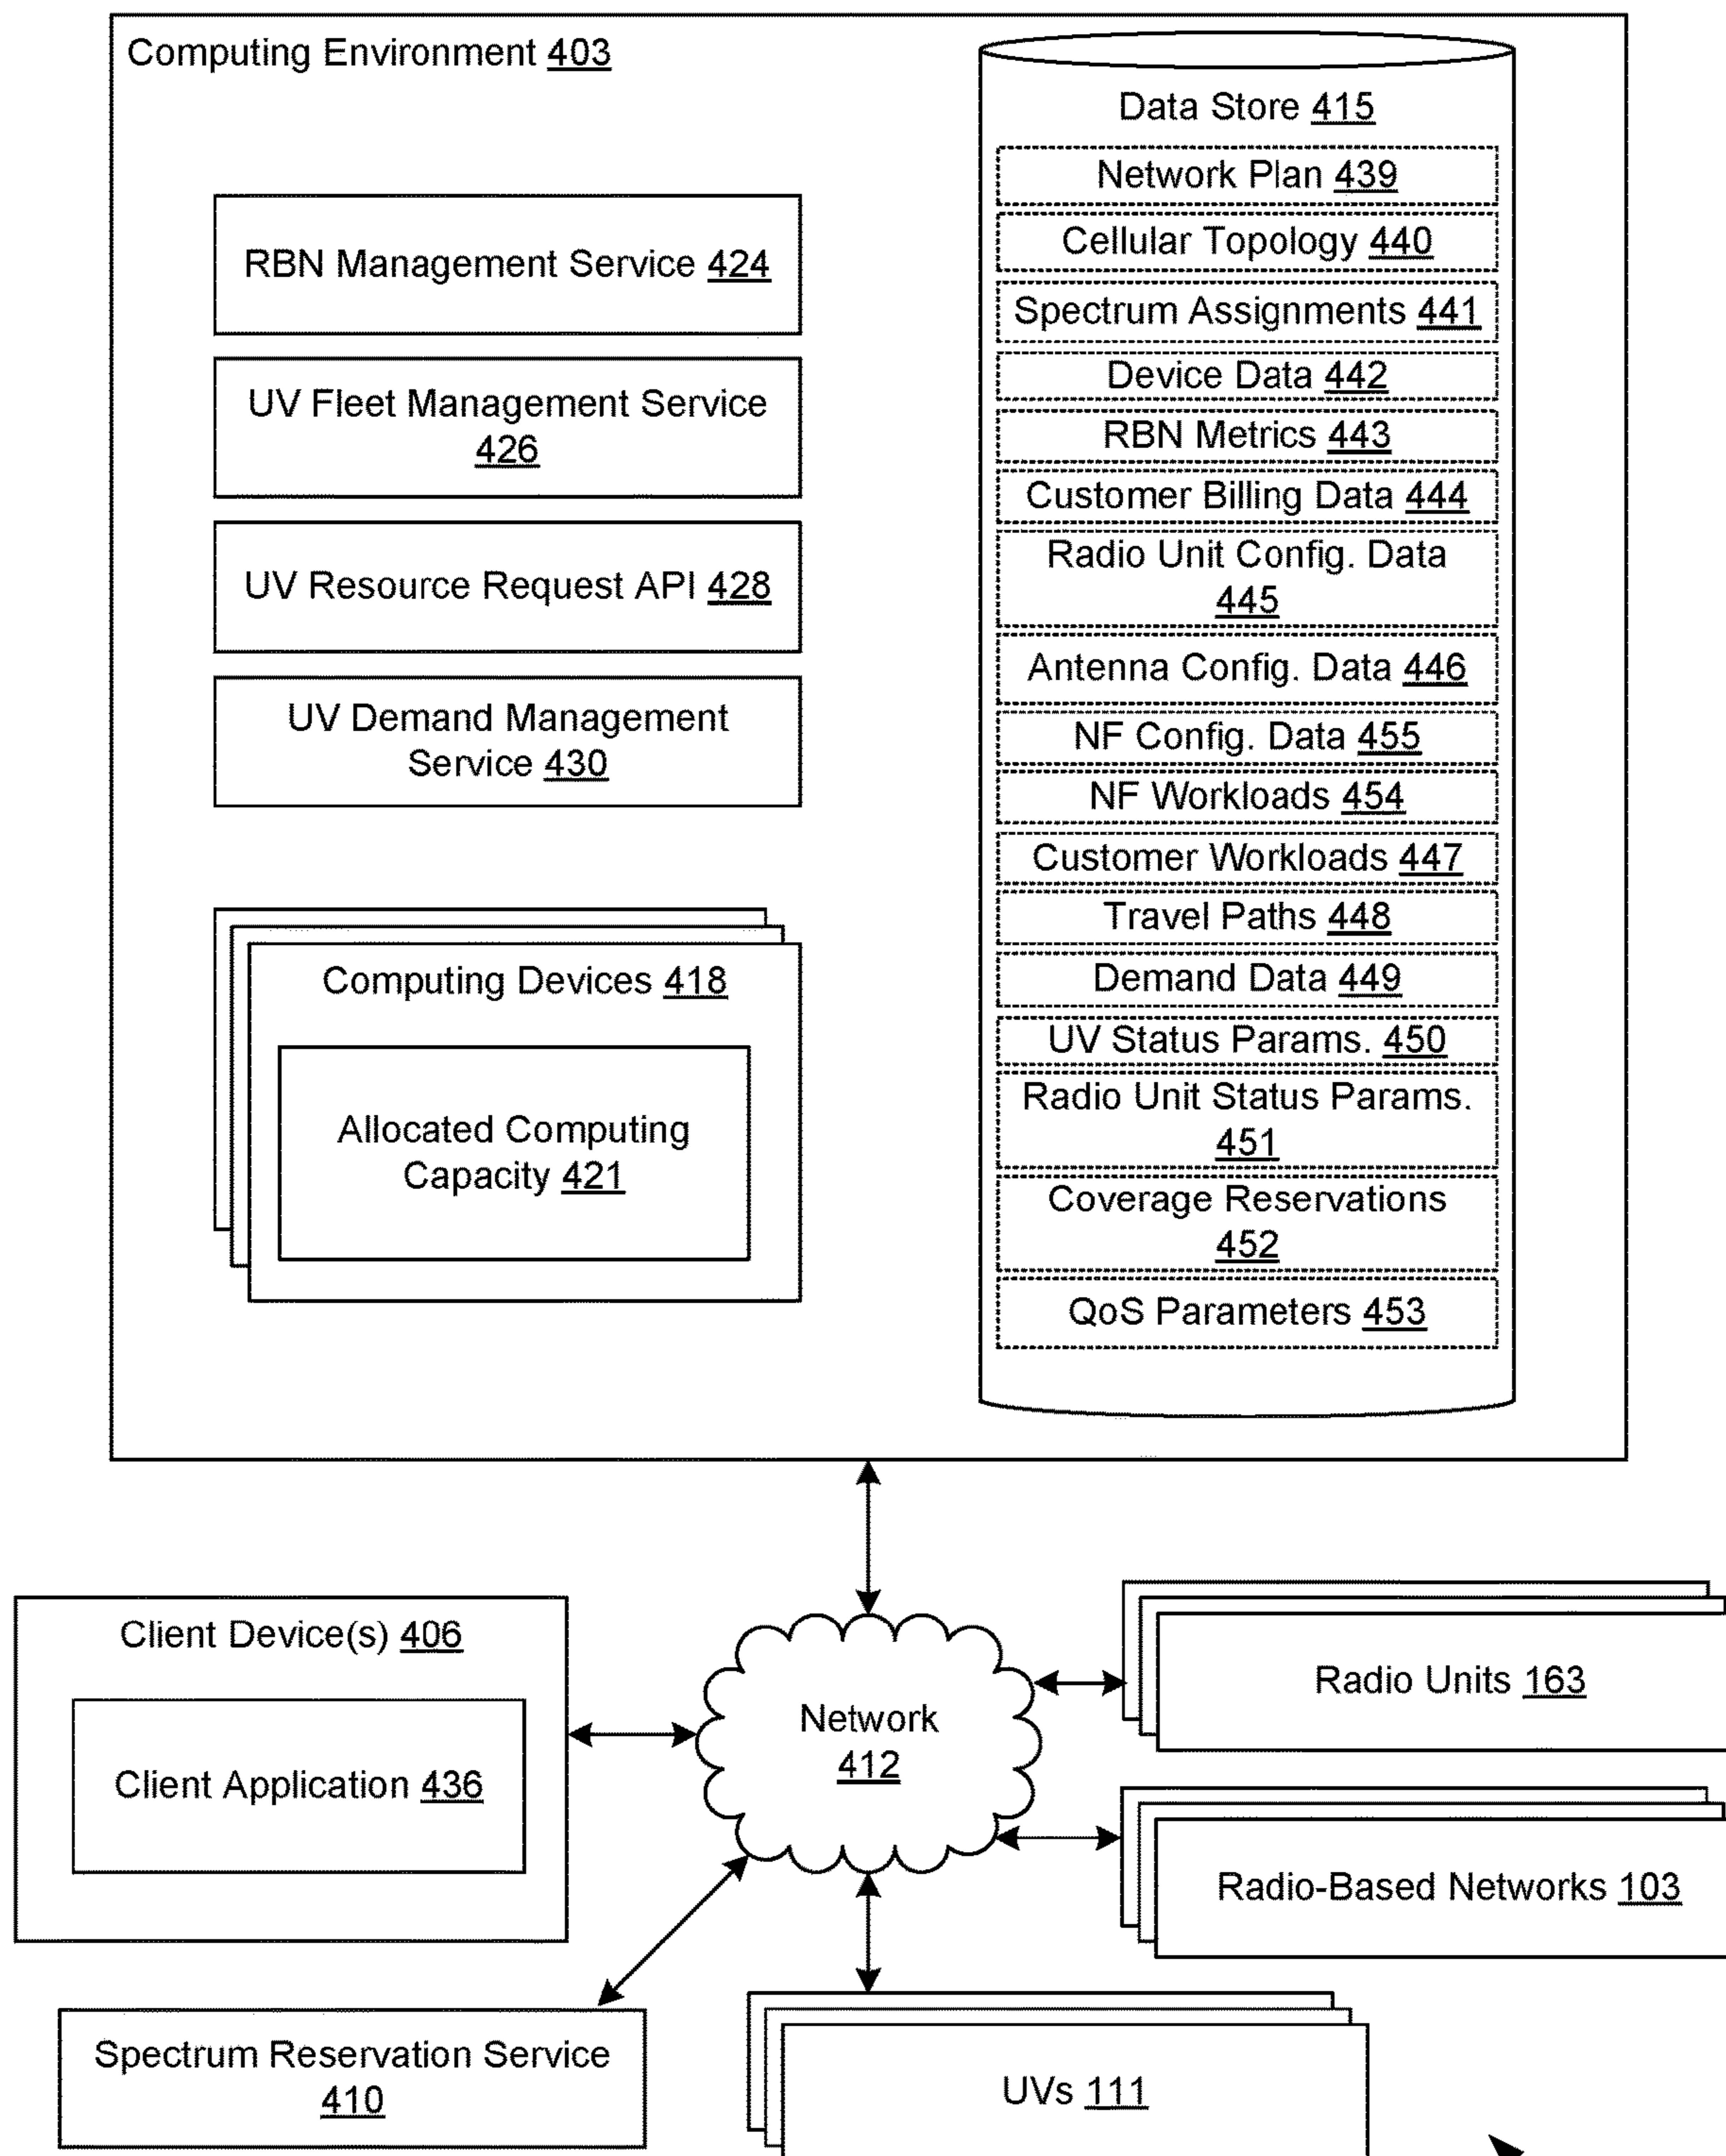 Computing Environment 403
RBN Management Service 424
UV Fleet Management Service
426
UV Resource Request API 428
UV Demand Management
Service 430
Computing Devices 418
Allocated Computing
Capacity 421
Data Store 415
Network Plan 439
Cellular Topology 440
Spectrum Assignments 441
Device Data 442
RBN Metrics 443
Customer Billing Data 444
Radio Unit Config. Data
445
Antenna Config. Data 446
NF Config. Data 455
NF Workloads 454
Customer Workloads 447
Travel Paths 448
Demand Data 449
UV Status Params. 450
Radio Unit Status Params.
451
Coverage Reservations
452
QoS Parameters 453
Client Device(s) 406
Client Application 436
Network
412
Radio Units 163
Radio-Based Networks 103
Spectrum Reservation Service
410
UVs 111